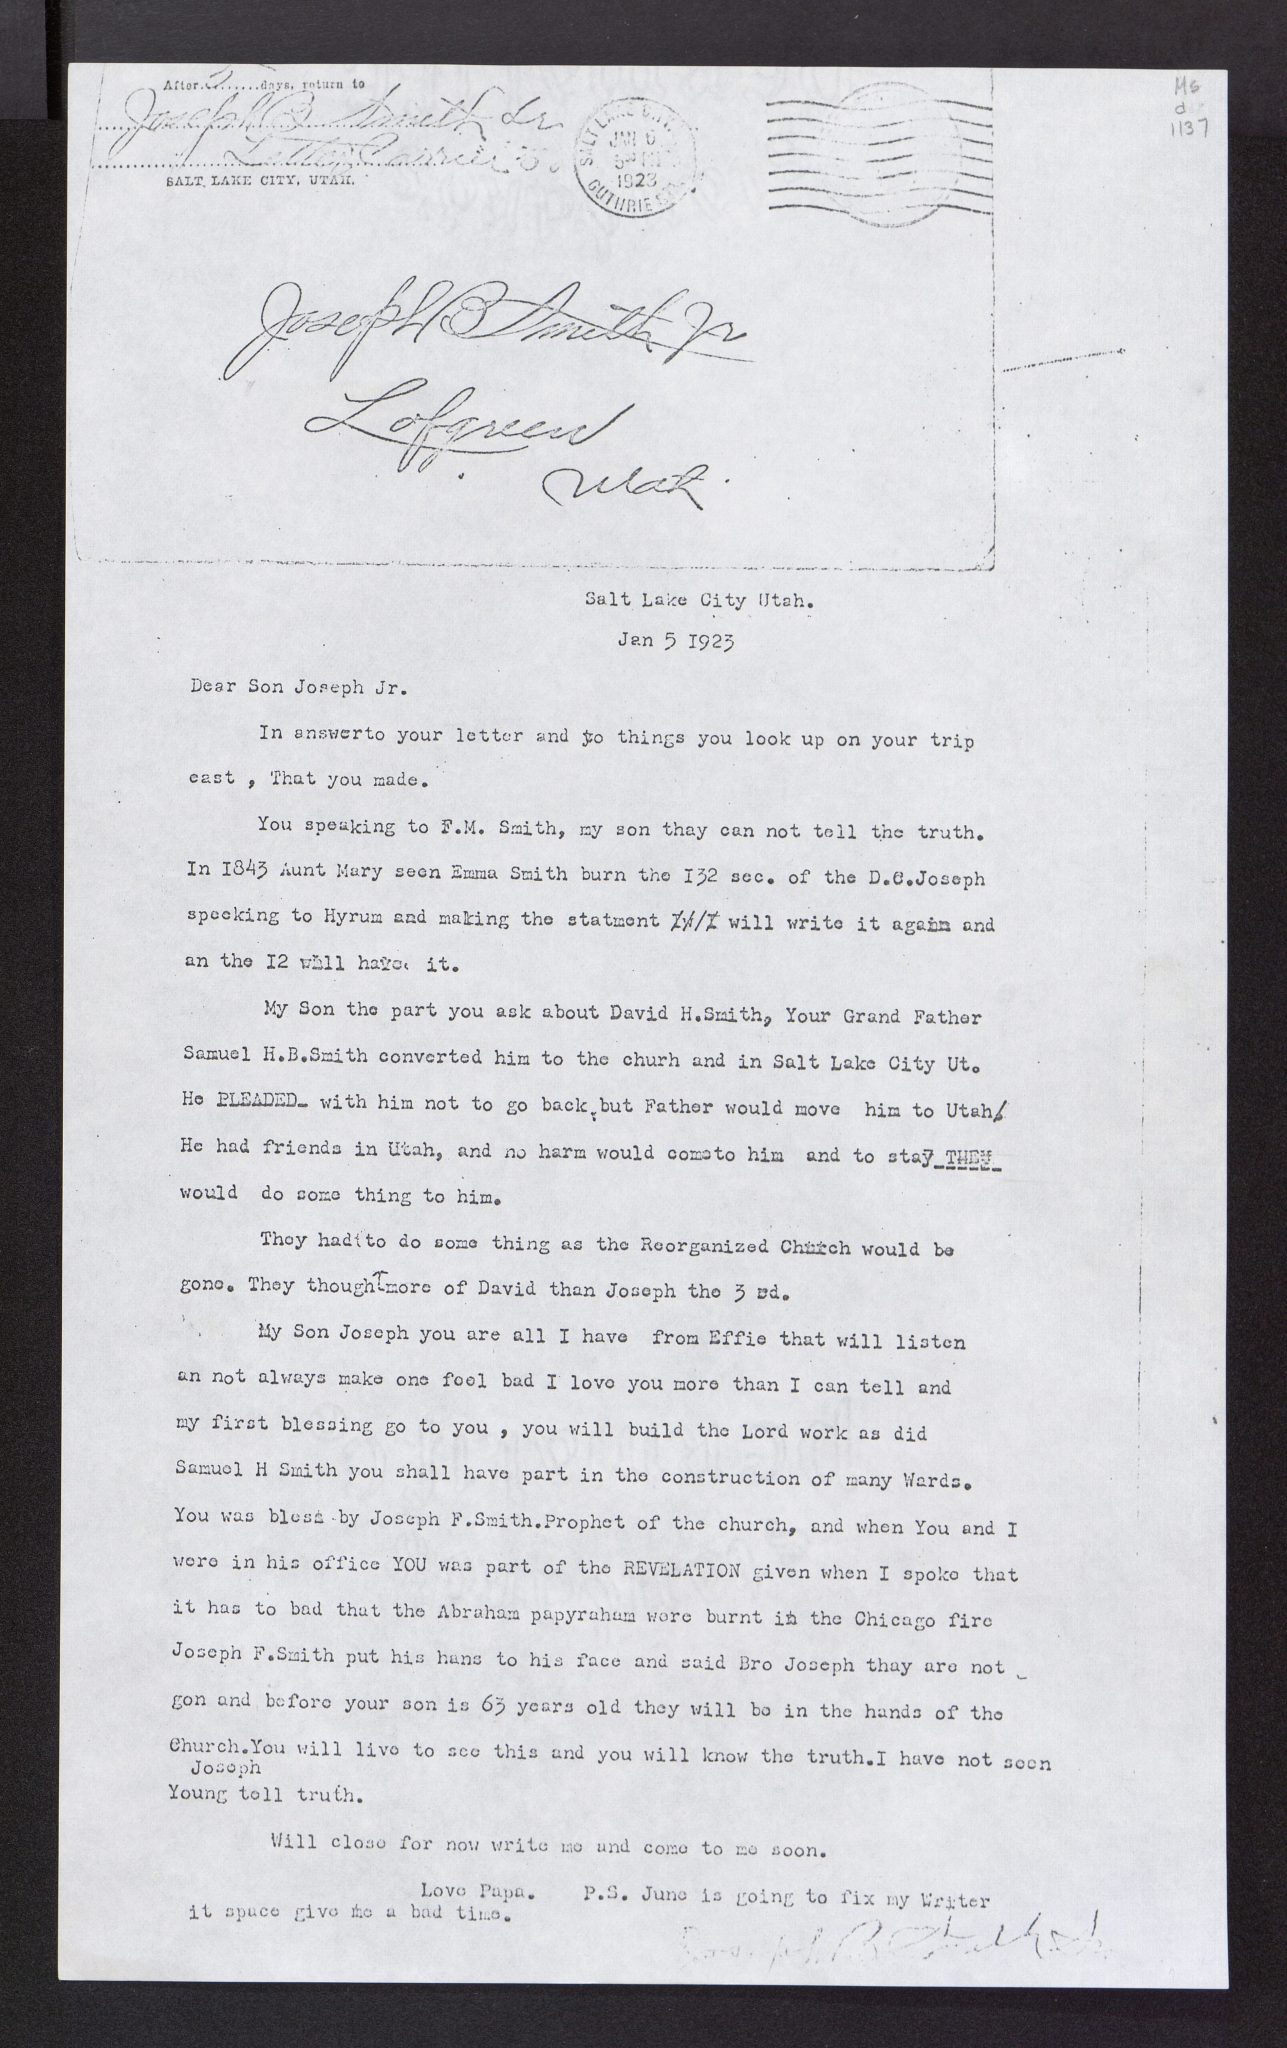 Ms
d
1137
After 5 days, return to
Joseph B Smith Sr
Letter Carrier
SALT LAKE CITY, UTAH.
SALT LAKE CITY
JAN 6
1923
GUTHRIE STA
Joseph B Smith Jr
Lofgreen
Utah
Salt Lake City Utah.
Jan 5 I923
Dear Son Joseph Jr.
In answerto your letter and to things you look up on your trip
east , That you made.
You speaking to F.M. Smith, my son thay can not tell the truth.
In I843 Aunt Mary seen Emma Smith burn the I32 sec. of the D.C.Joseph
specking to Hyrum and making the statment I will write it again and
an the I2 will have it.
My Son the part you ask about David H.Smith, Your Grand Father
Samuel H.B.Smith converted him to the churh and in Salt Lake City Ut.
He PLEADED with him not to go back,but Father would move him to Utah.
He had friends in Utah, and no harm would cometo him and to stay THEY
would do some thing to him.
They had to do some thing as the Reorganized Church would be
gone. They thought more of David than Joseph the 3 rd.
My Son Joseph you are all I have from Effie that will listen
an not always make one feel bad I love you more than I can tell and
my first blessing go to you , you will build the Lord work as did
Samuel H Smith you shall have part in the construction of many Wards.
You was bless by Joseph F.Smith.Prophet of the church, and when You and I
were in his office YOU was part of the REVELATION given when I spoke that
it has to bad that the Abraham papyraham were burnt in the Chicago fire
Joseph F.Smith put his hans to his face and said Bro Joseph thay are not
gon and before your son is 63 years old they will be in the hands of the
Church.You will live to see this and you will know the truth.I have not seen
Joseph
Young tell truth.
Will close for now write me and come to me soon.
Love Papa. P.S. June is going to fix my Writer
it space give me a bad time.
Joseph B Smith Sr